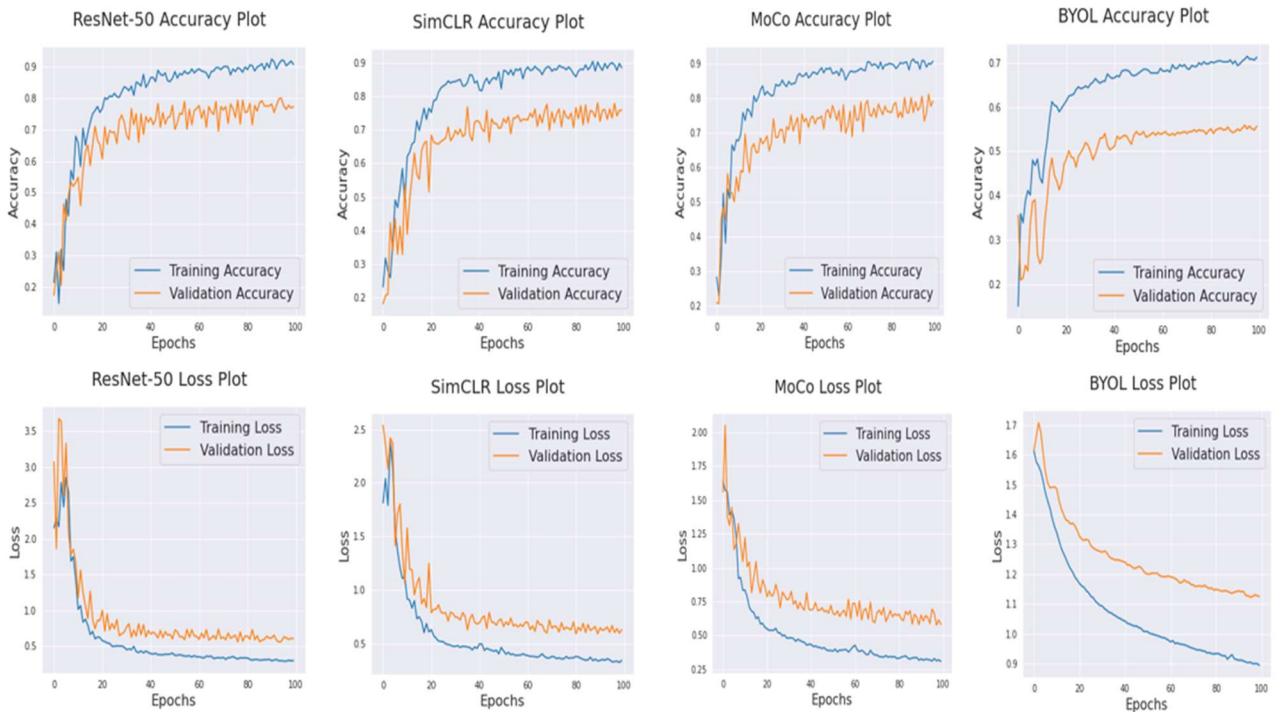 ResNet-50 Accuracy Plot
0.9
0.8
0.7
0.6
0.5
0.4
0.3
0.2
Accuracy
Training Accuracy
Validation Accuracy
0 20 40 60 80 100
Epochs
SimCLR Accuracy Plot
0.9
0.8
0.7
0.6
0.5
0.4
0.3
0.2
Accuracy
Training Accuracy
Validation Accuracy
0 20 40 60 80 100
Epochs
MoCo Accuracy Plot
0.9
0.8
0.7
0.6
0.5
0.4
0.3
0.2
Accuracy
Training Accuracy
Validation Accuracy
0 20 40 60 80 100
Epochs
BYOL Accuracy Plot
0.7
0.6
0.5
0.4
0.3
0.2
Accuracy
Training Accuracy
Validation Accuracy
0 20 40 60 80 100
Epochs
ResNet-50 Loss Plot
3.5
3.0
2.5
2.0
1.5
1.0
0.5
Loss
Training Loss
Validation Loss
0 20 40 60 80 100
Epochs
SimCLR Loss Plot
2.5
2.0
1.5
1.0
0.5
Loss
Training Loss
Validation Loss
0 20 40 60 80 100
Epochs
MoCo Loss Plot
2.00
1.75
1.50
1.25
1.00
0.75
0.50
0.25
Loss
Training Loss
Validation Loss
0 20 40 60 80 100
Epochs
BYOL Loss Plot
1.7
1.6
1.5
1.4
1.3
1.2
1.1
1.0
0.9
Loss
Training Loss
Validation Loss
0 20 40 60 80 100
Epochs